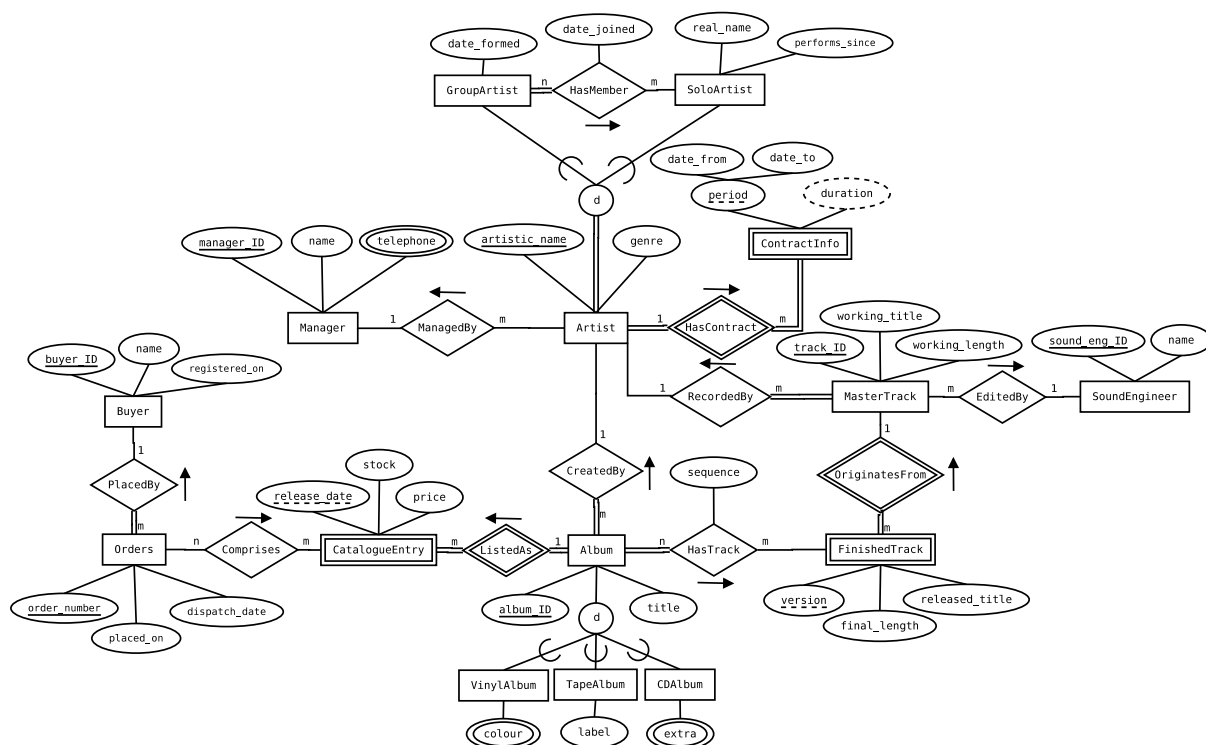 date_formed
date_joined
real_name
performs_since
GroupArtist
n
HasMember
m
SoloArtist
date_from
date_to
period
duration
d
manager_ID
name
telephone
artistic_name
genre
ContractInfo
Manager
1
ManagedBy
m
Artist
1
HasContract
m
working_title
buyer_ID
name
registered_on
track_ID
working_length
sound_eng_ID
name
Buyer
1
RecordedBy
m
MasterTrack
m
EditedBy
1
SoundEngineer
1
PlacedBy
m
stock
release_date
price
1
CreatedBy
m
sequence
1
OriginatesFrom
m
Orders
n
Comprises
m
CatalogueEntry
m
ListedAs
1
Album
n
HasTrack
m
FinishedTrack
order_number
placed_on
dispatch_date
album_ID
d
title
version
final_length
released_title
VinylAlbum
TapeAlbum
CDAlbum
colour
label
extra